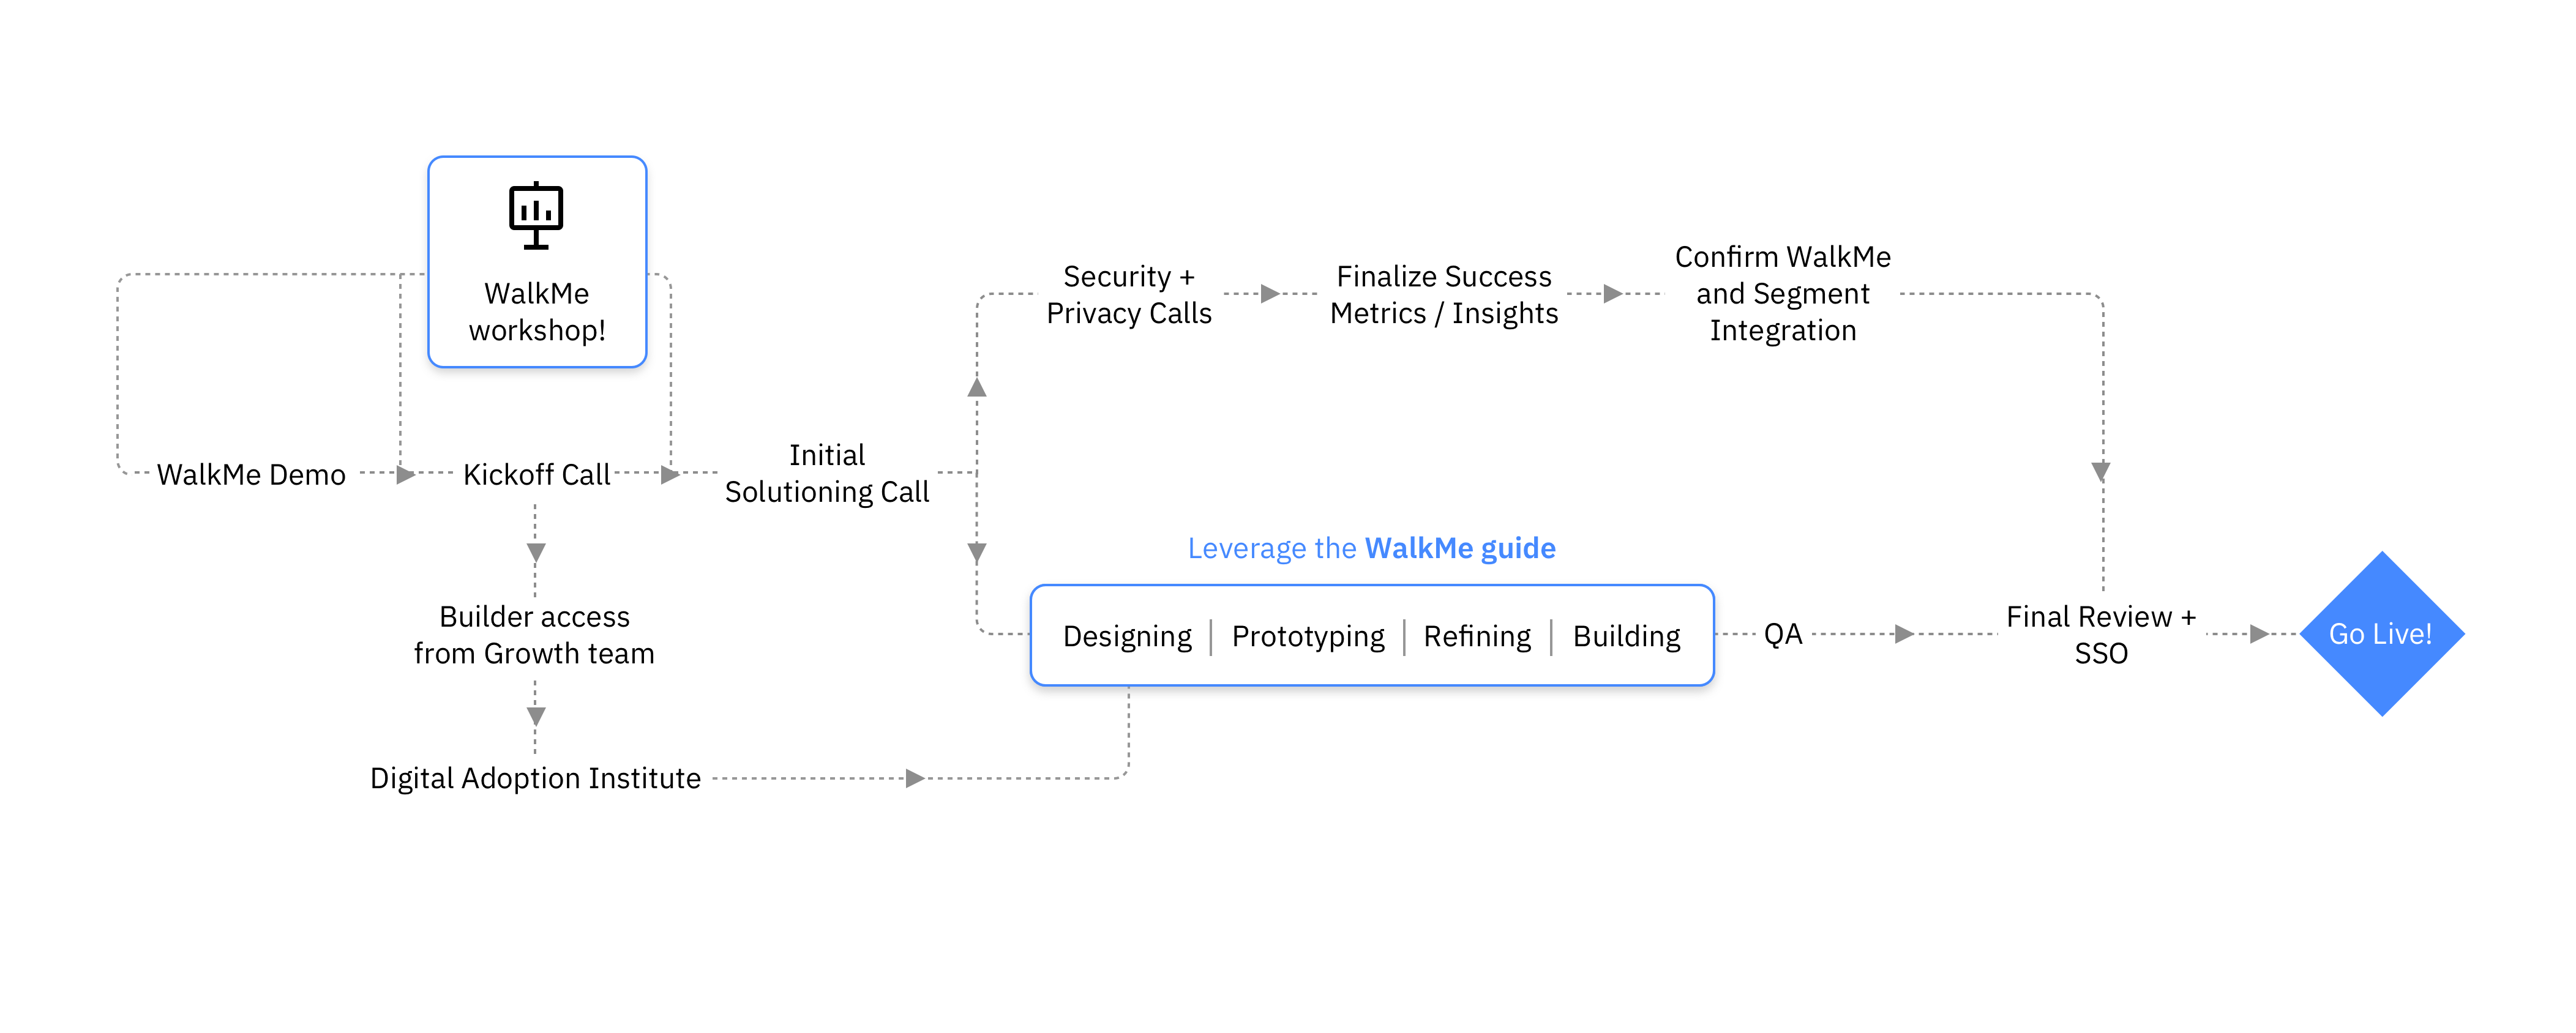 WalkMe
workshop!
WalkMe Demo
Kickoff Call
Initial
Solutioning Call
Builder access
from Growth team
Digital Adoption Institute
Security +
Privacy Calls
Finalize Success
Metrics / Insights
Confirm WalkMe
and Segment
Integration
Leverage the WalkMe guide
Designing | Prototyping | Refining | Building
QA
Final Review +
SSO
Go Live!